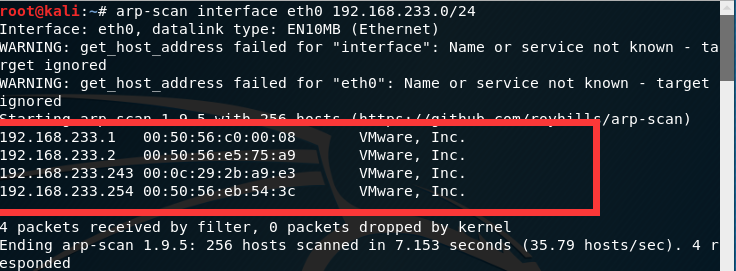 root@kali:~# arp-scan interface eth0 192.168.233.0/24
Interface: eth0, datalink type: EN10MB (Ethernet)
WARNING: get_host_address failed for "interface": Name or service not known - ta
rget ignored
WARNING: get_host_address failed for "eth0": Name or service not known - target
ignored
Starting arp-scan 1.9.5 with 256 hosts (https://github.com/royhills/arp-scan)
192.168.233.1 00:50:56:c0:00:08 VMware, Inc.
192.168.233.2 00:50:56:e5:75:a9 VMware, Inc.
192.168.233.243 00:0c:29:2b:a9:e3 VMware, Inc.
192.168.233.254 00:50:56:eb:54:3c VMware, Inc.
4 packets received by filter, 0 packets dropped by kernel
Ending arp-scan 1.9.5: 256 hosts scanned in 7.153 seconds (35.79 hosts/sec). 4 r
esponded